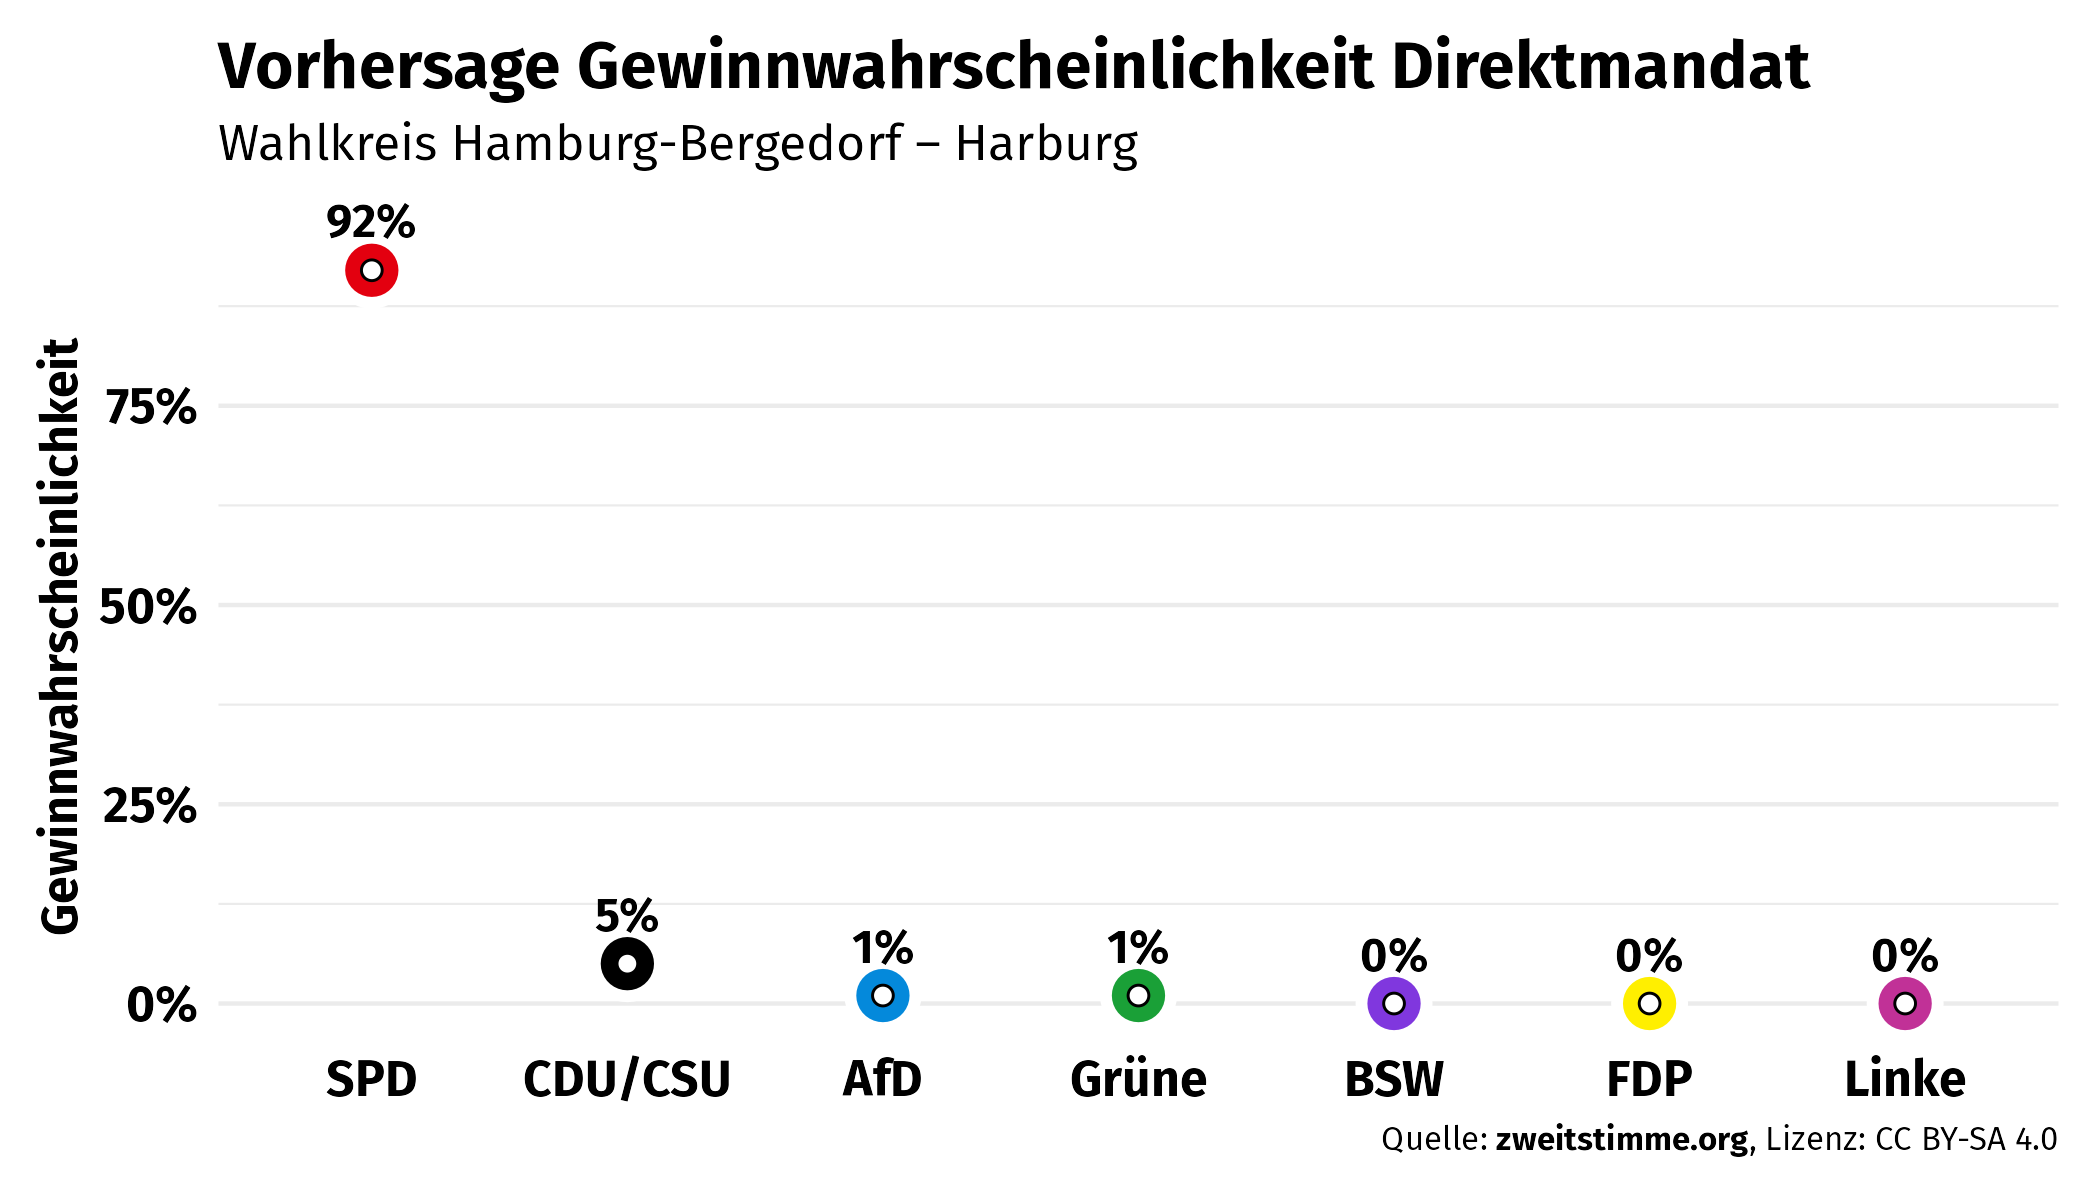 Vorhersage Gewinnwahrscheinlichkeit Direktmandat
Wahlkreis Hamburg-Bergedorf – Harburg
Gewinnwahrscheinlichkeit
75%
50%
25%
0%
92%
5%
1%
1%
0%
0%
0%
SPD
CDU/CSU
AfD
Grüne
BSW
FDP
Linke
Quelle: zweitstimme.org, Lizenz: CC BY-SA 4.0